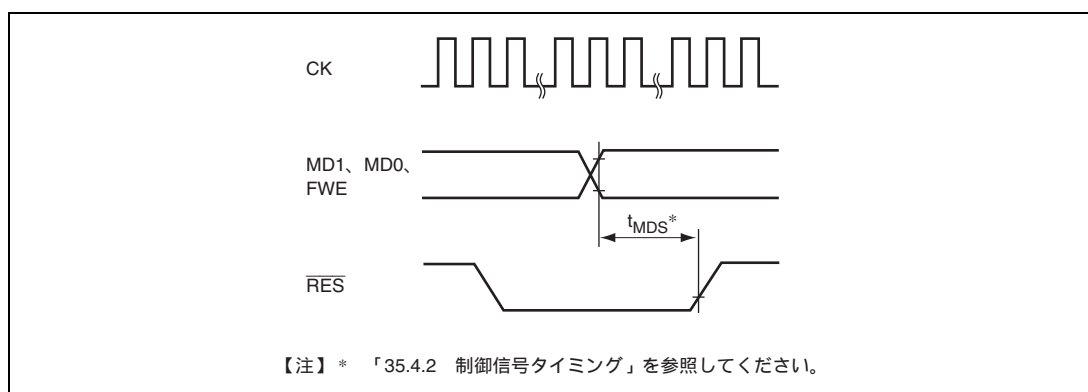 CK
MD1、MD0、
FWE
tMDS*
RES
【注】* 「35.4.2 制御信号タイミング」を参照してください。